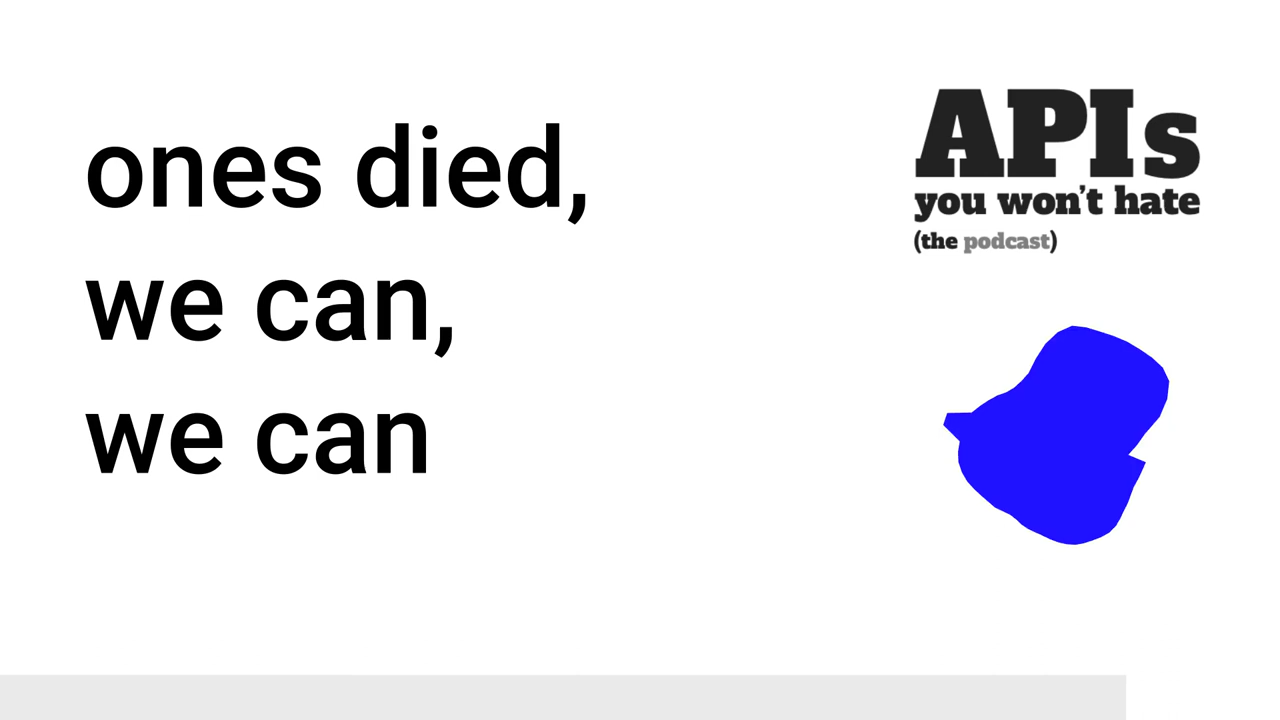 ones died,
we can,
we can
APIs
you won't hate
(the podcast)